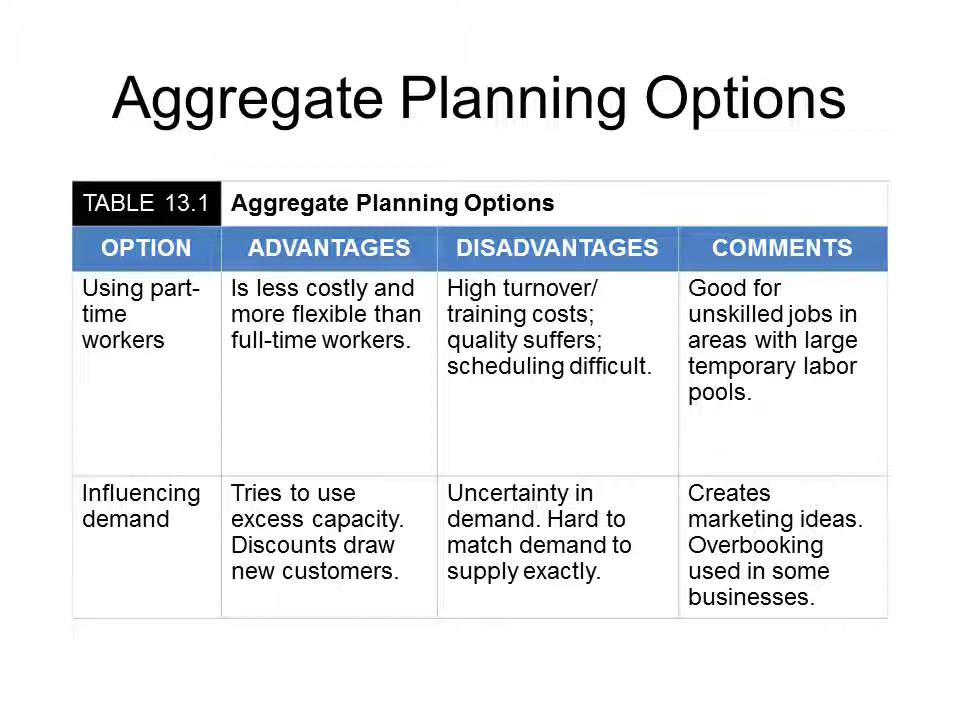 Aggregate Planning Options
TABLE 13.1 Aggregate Planning Options
OPTION ADVANTAGES DISADVANTAGES COMMENTS
Using part-
time
workers
Is less costly and
more flexible than
full-time workers.
High turnover/
training costs;
quality suffers;
scheduling difficult.
Good for
unskilled jobs in
areas with large
temporary labor
pools.
Influencing
demand
Tries to use
excess capacity.
Discounts draw
new customers.
Uncertainty in
demand. Hard to
match demand to
supply exactly.
Creates
marketing ideas.
Overbooking
used in some
businesses.